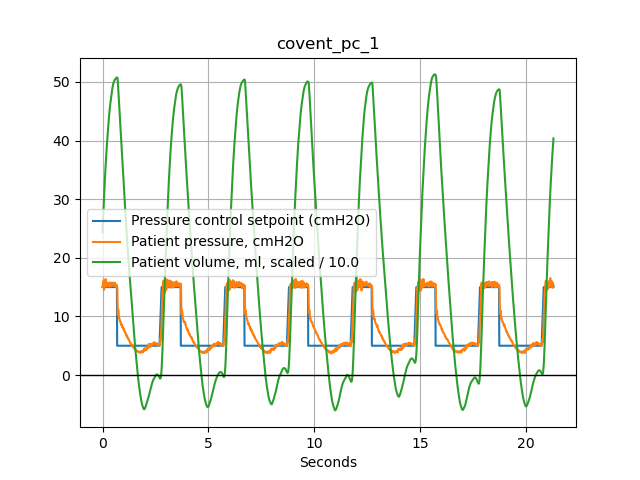 covent_pc_1
50
40
30
20
10
0
Pressure control setpoint (cmH2O)
Patient pressure, cmH2O
Patient volume, ml, scaled / 10.0
0 5 10 15 20
Seconds